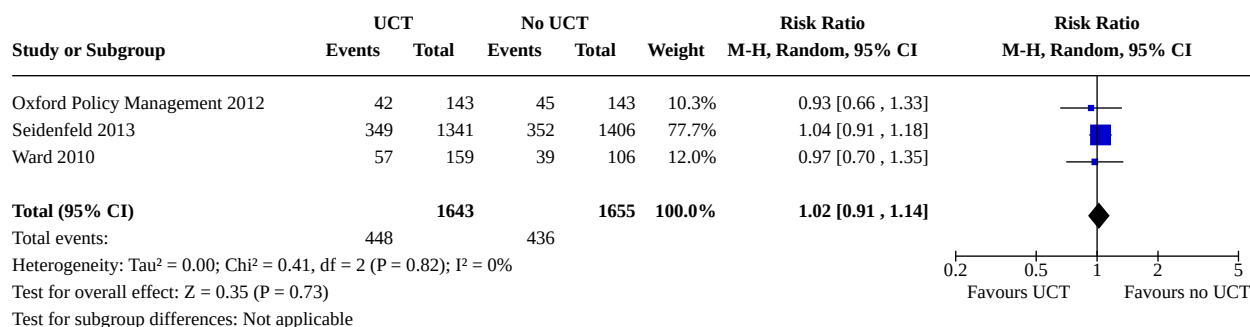 UCT No UCT Risk Ratio Risk Ratio
Study or Subgroup Events Total Events Total Weight M-H, Random, 95% CI M-H, Random, 95% CI
Oxford Policy Management 2012 42 143 45 143 10.3% 0.93 [0.66 , 1.33]
Seidenfeld 2013 349 1341 352 1406 77.7% 1.04 [0.91 , 1.18]
Ward 2010 57 159 39 106 12.0% 0.97 [0.70 , 1.35]
Total (95% CI) 1643 1655 100.0% 1.02 [0.91 , 1.14]
Total events: 448 436
Heterogeneity: Tau² = 0.00; Chi² = 0.41, df = 2 (P = 0.82); I² = 0% 0.2 0.5 1 2 5
Test for overall effect: Z = 0.35 (P = 0.73) Favours UCT Favours no UCT
Test for subgroup differences: Not applicable